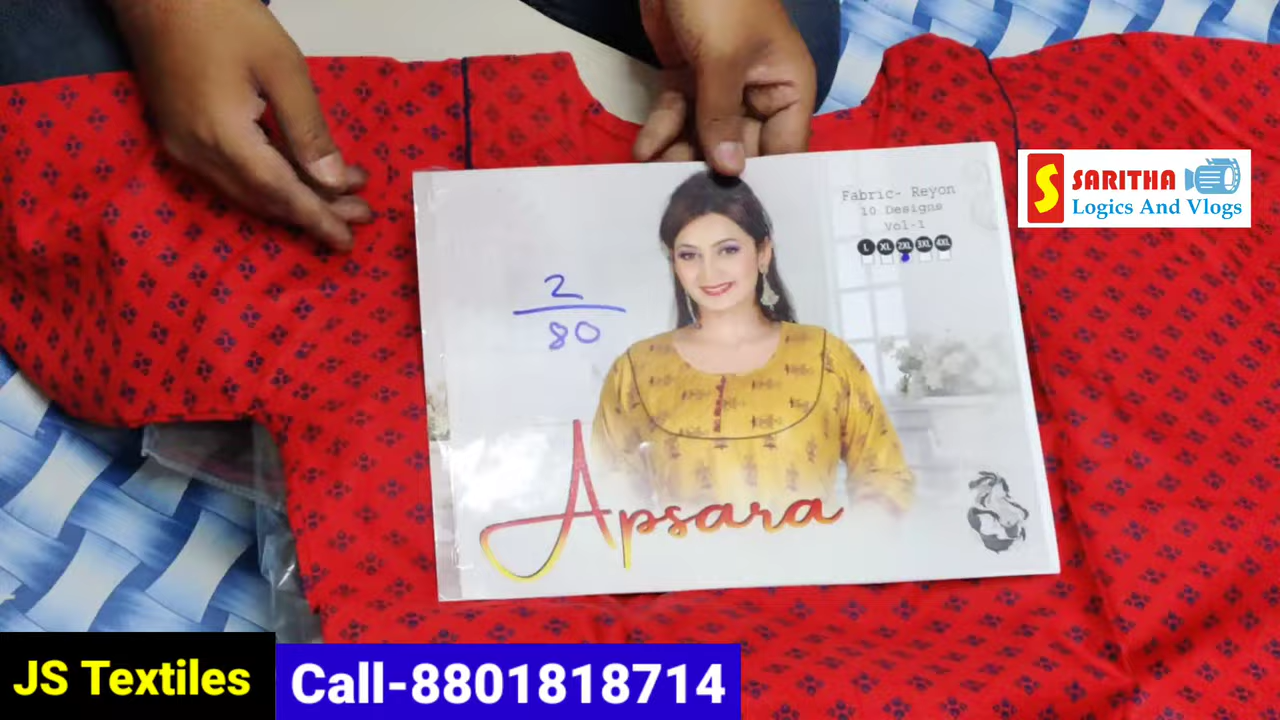 SARITHA
Logics And Vlogs
S
Fabric- Reyon
10 Designs
Vol-1
L XL 2XL 3XL 4XL
2
80
Apsara
JS Textiles
Call-8801818714